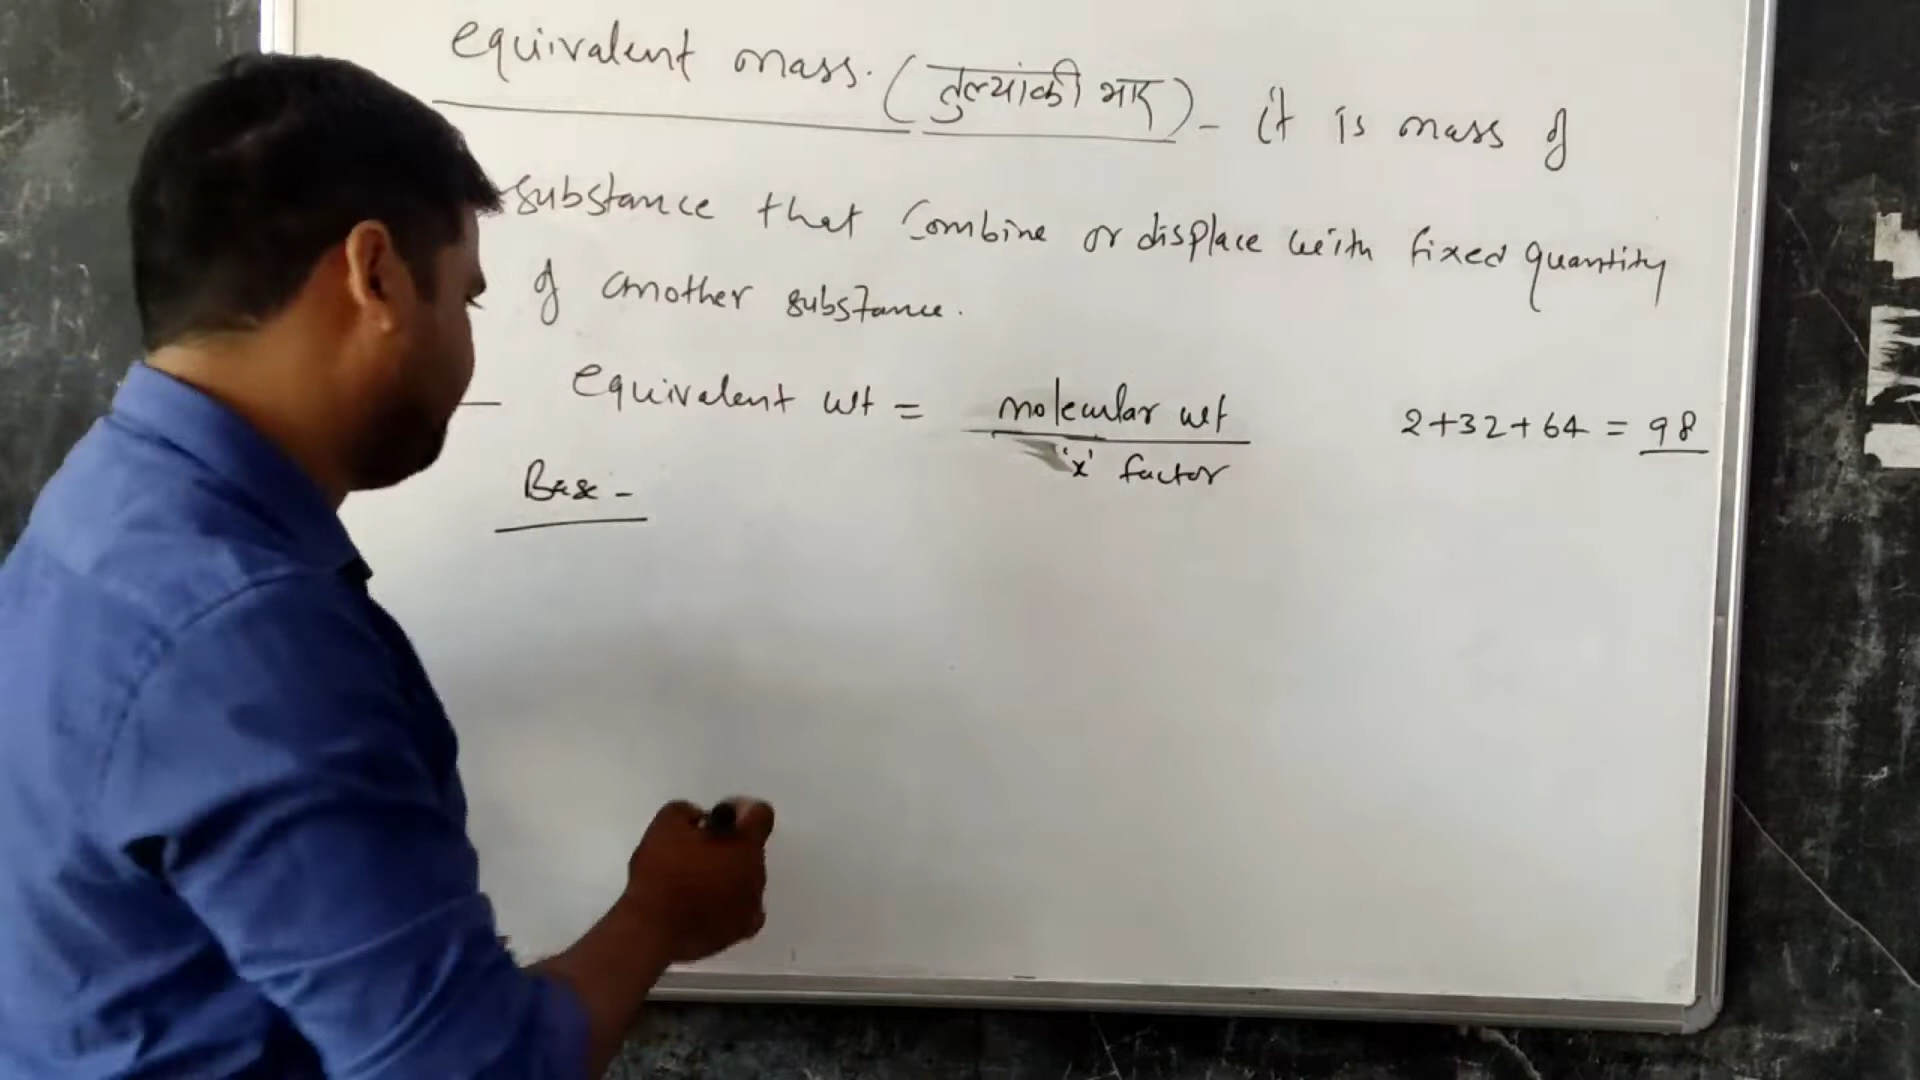 equivalent mass. (तुल्यांकी भार) - it is mass of
substance that combine or displace with fixed quantity
of another substance.
equivalent wt = molecular wt
'x' factor
2+32+64 = 98
Base -